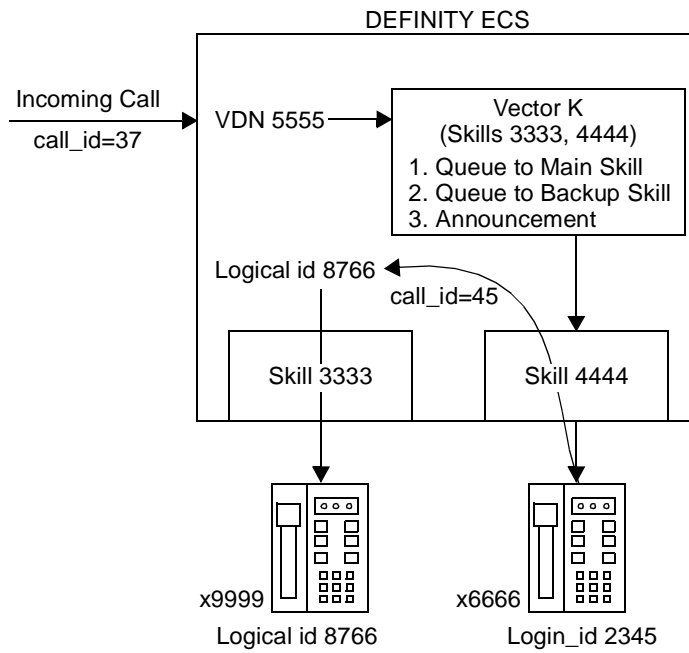 DEFINITY ECS
Incoming Call
call_id=37
VDN 5555
Vector K
(Skills 3333, 4444)
1. Queue to Main Skill
2. Queue to Backup Skill
3. Announcement
Logical id 8766
call_id=45
Skill 3333
Skill 4444
x9999
x6666
Logical id 8766
Login_id 2345